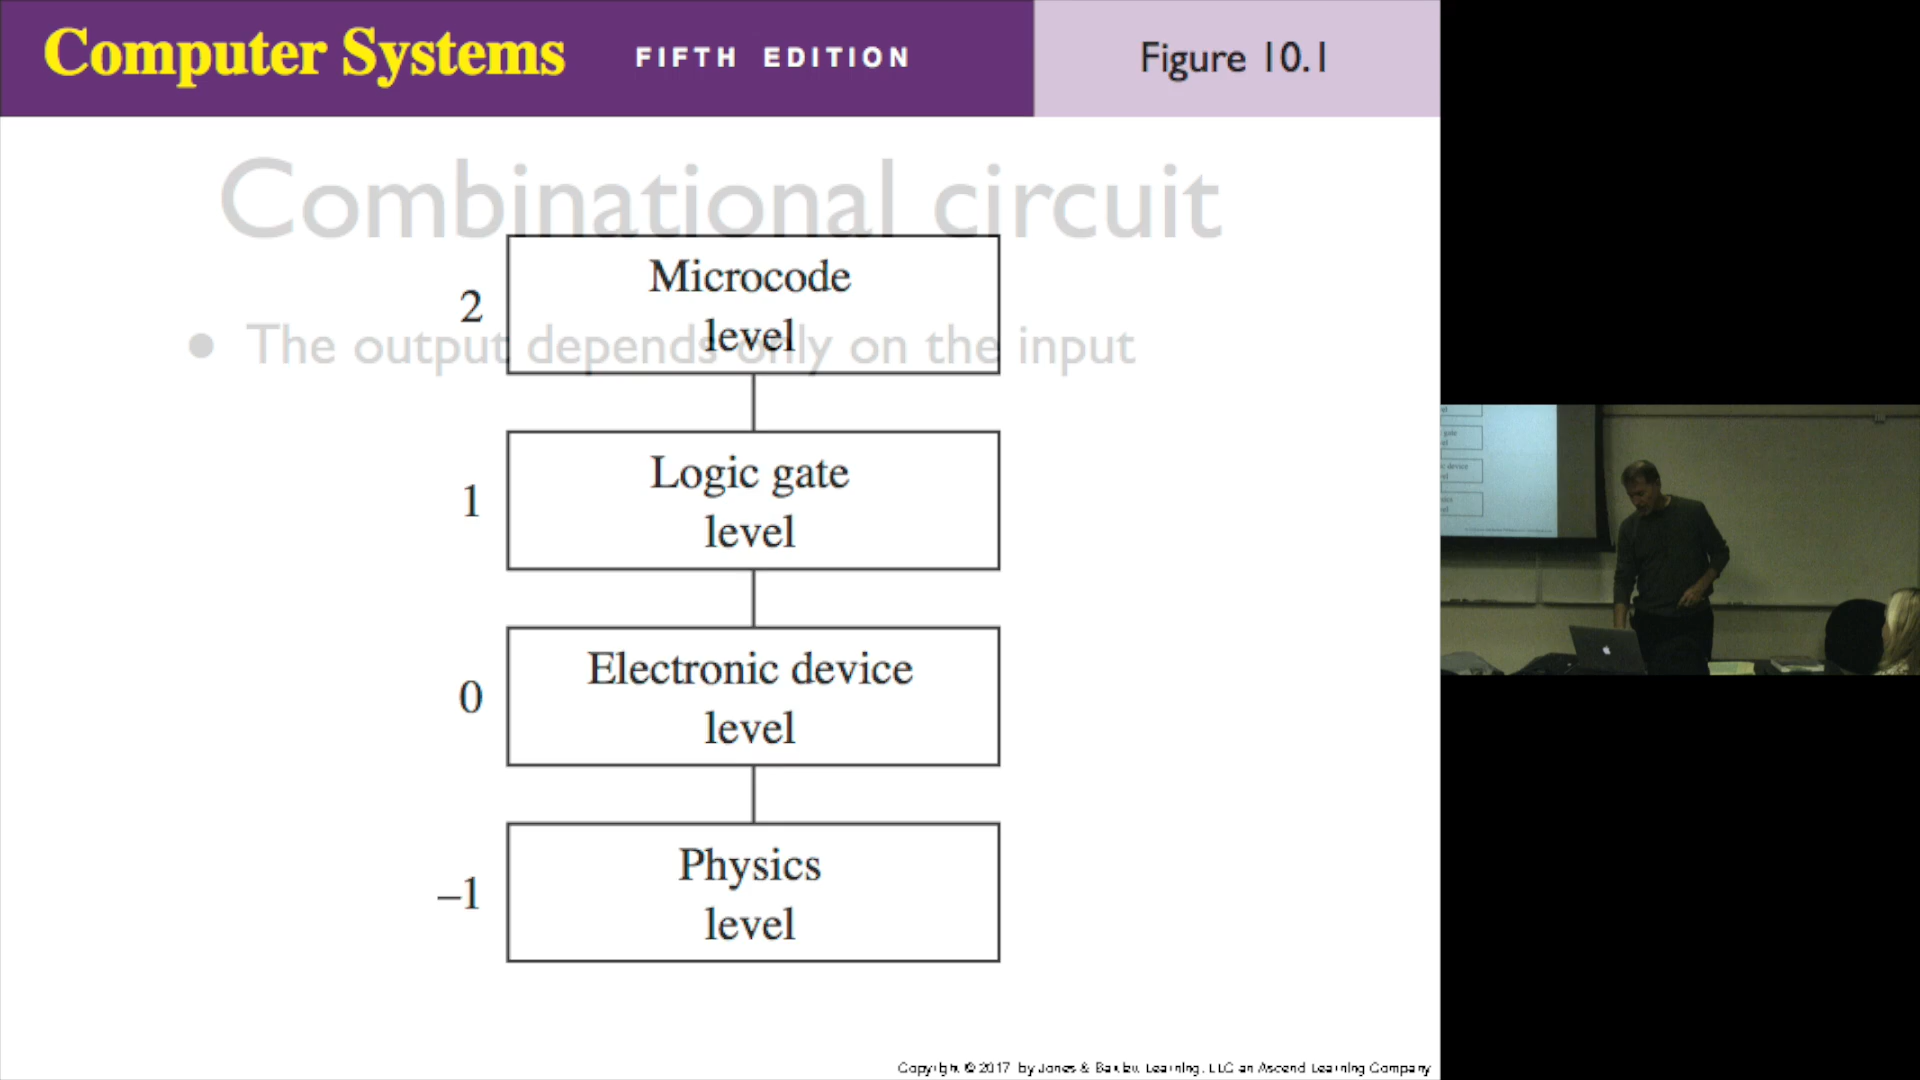 Computer Systems FIFTH EDITION Figure 10.1
Combinational circuit
2 Microcode
level
• The output depends only on the input
1 Logic gate
level
0 Electronic device
level
–1 Physics
level
Copyright © 2017 by Jones & Bartlett Learning, LLC an Ascend Learning Company